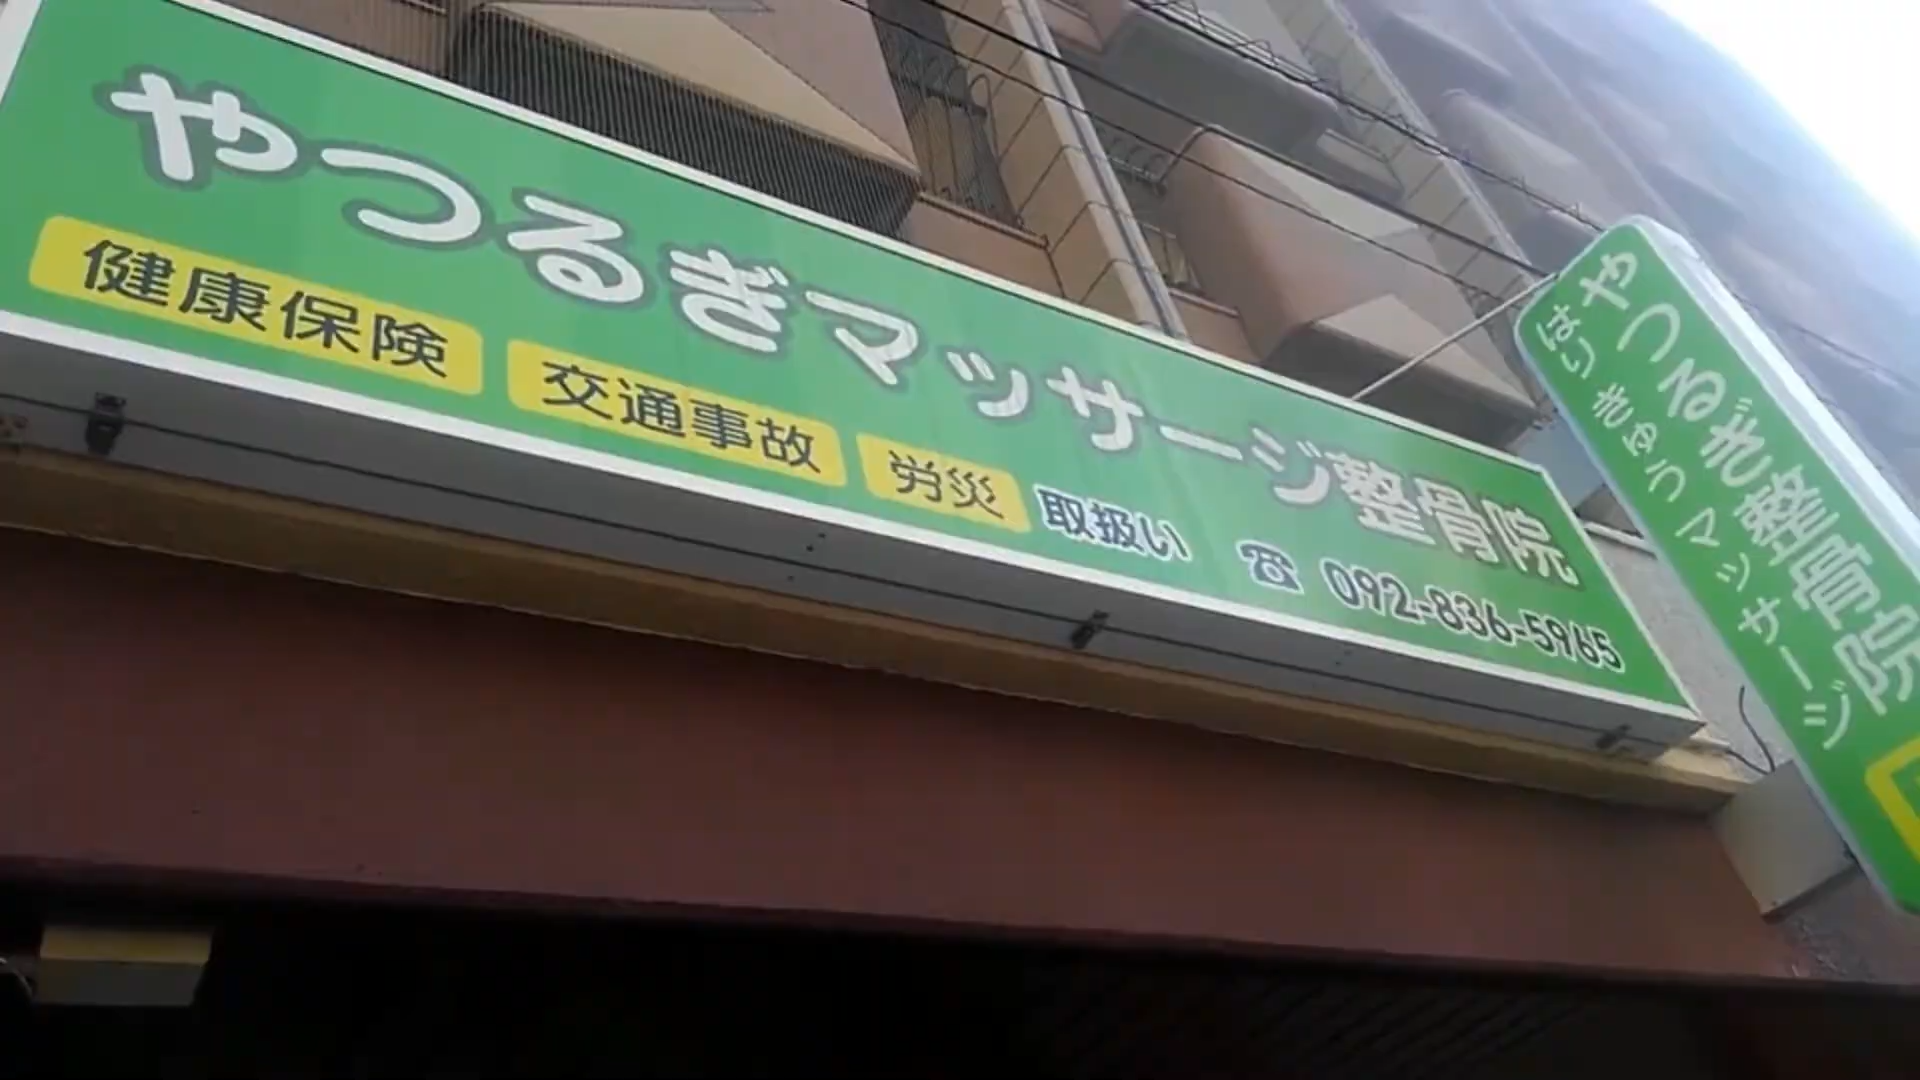 やつるぎマッサージ整骨院
健康保険 交通事故 労災 取扱い ☎ 092-836-5965
やつるぎ整骨院
はり きゅう マッサージ